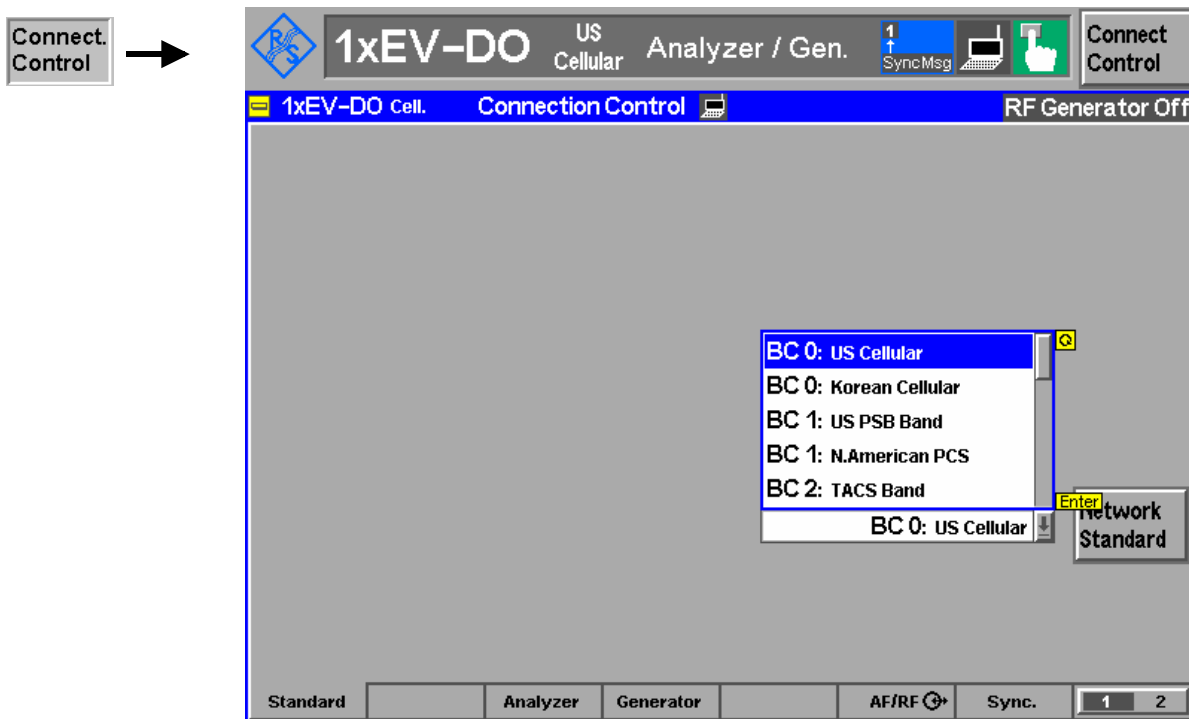 Connect.
Control
R S
1xEV-DO US
Cellular Analyzer / Gen.
1
SyncMsg
Connect
Control
1xEV-DO Cell. Connection Control RF Generator Off
BC 0: US Cellular
BC 0: Korean Cellular
BC 1: US PSB Band
BC 1: N.American PCS
BC 2: TACS Band
Enter
BC 0: US Cellular
Network
Standard
Standard Analyzer Generator AF/RF Sync. 1 2